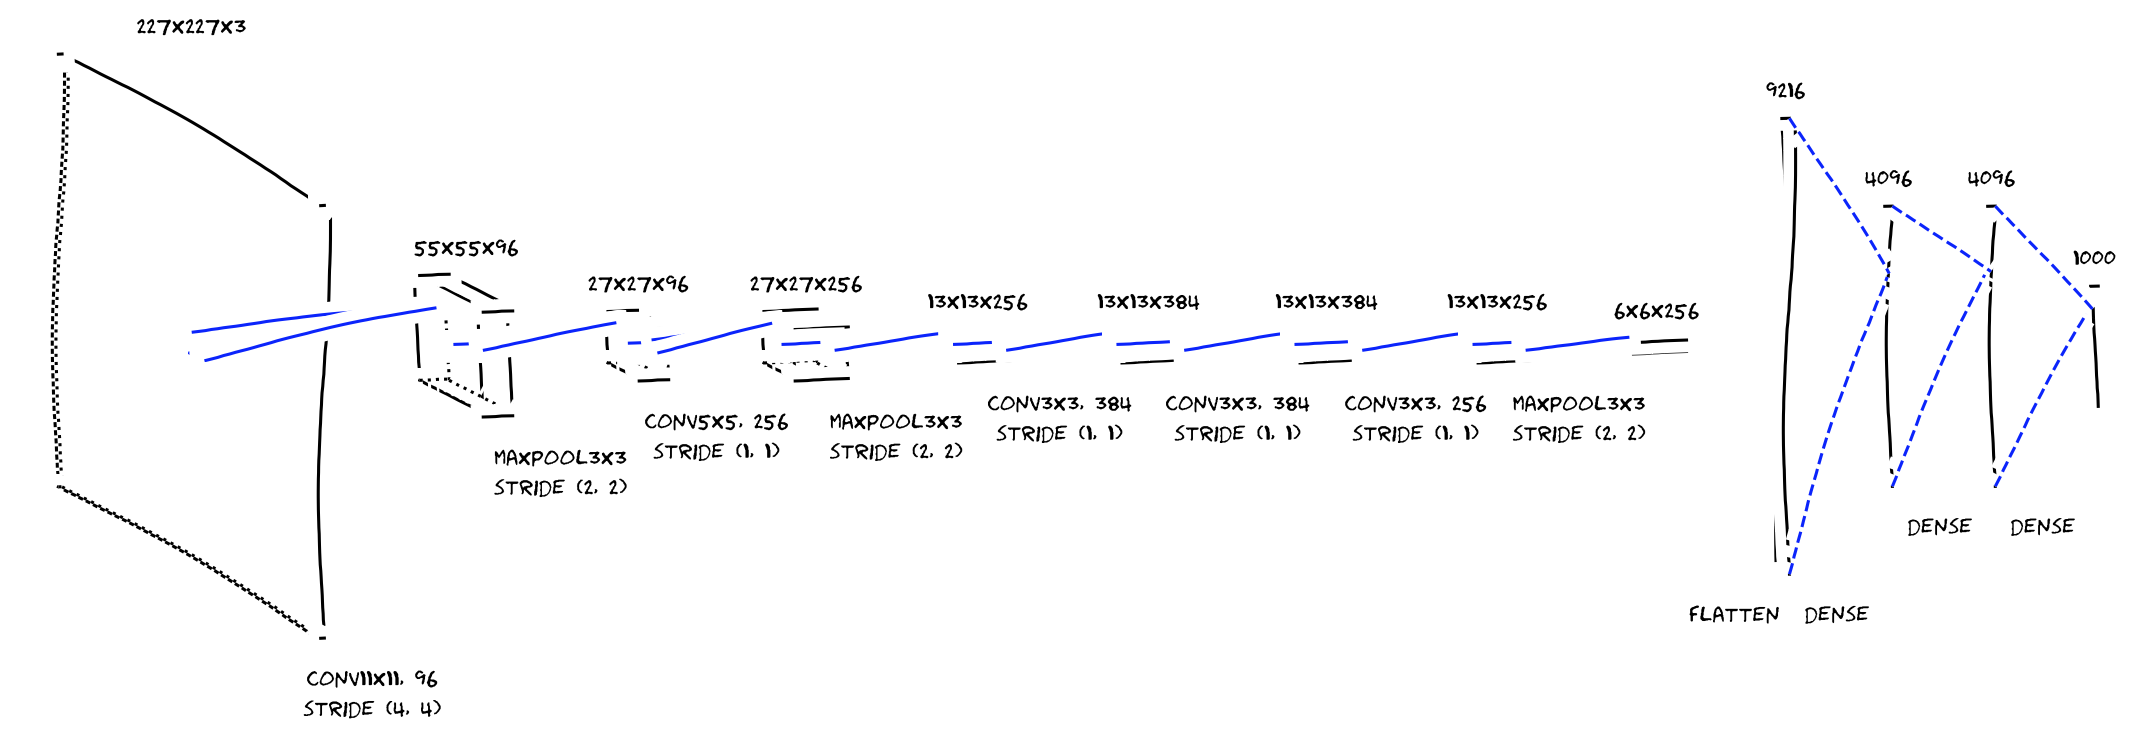 227X227X3
55X55X96
27X27X96
27X27X256
13X13X256
13X13X384
13X13X384
13X13X256
6X6X256
9216
4096
4096
1000
CONV11X11, 96
STRIDE (4, 4)
MAXPOOL3X3
STRIDE (2, 2)
CONV5X5, 256
STRIDE (1, 1)
MAXPOOL3X3
STRIDE (2, 2)
CONV3X3, 384
STRIDE (1, 1)
CONV3X3, 384
STRIDE (1, 1)
CONV3X3, 256
STRIDE (1, 1)
MAXPOOL3X3
STRIDE (2, 2)
FLATTEN
DENSE
DENSE
DENSE